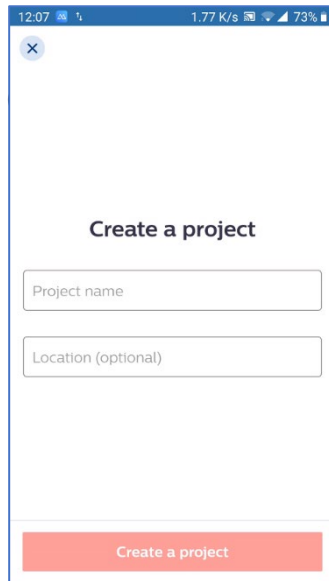 12:07 1.77 K/s 73%
Create a project
Project name
Location (optional)
Create a project